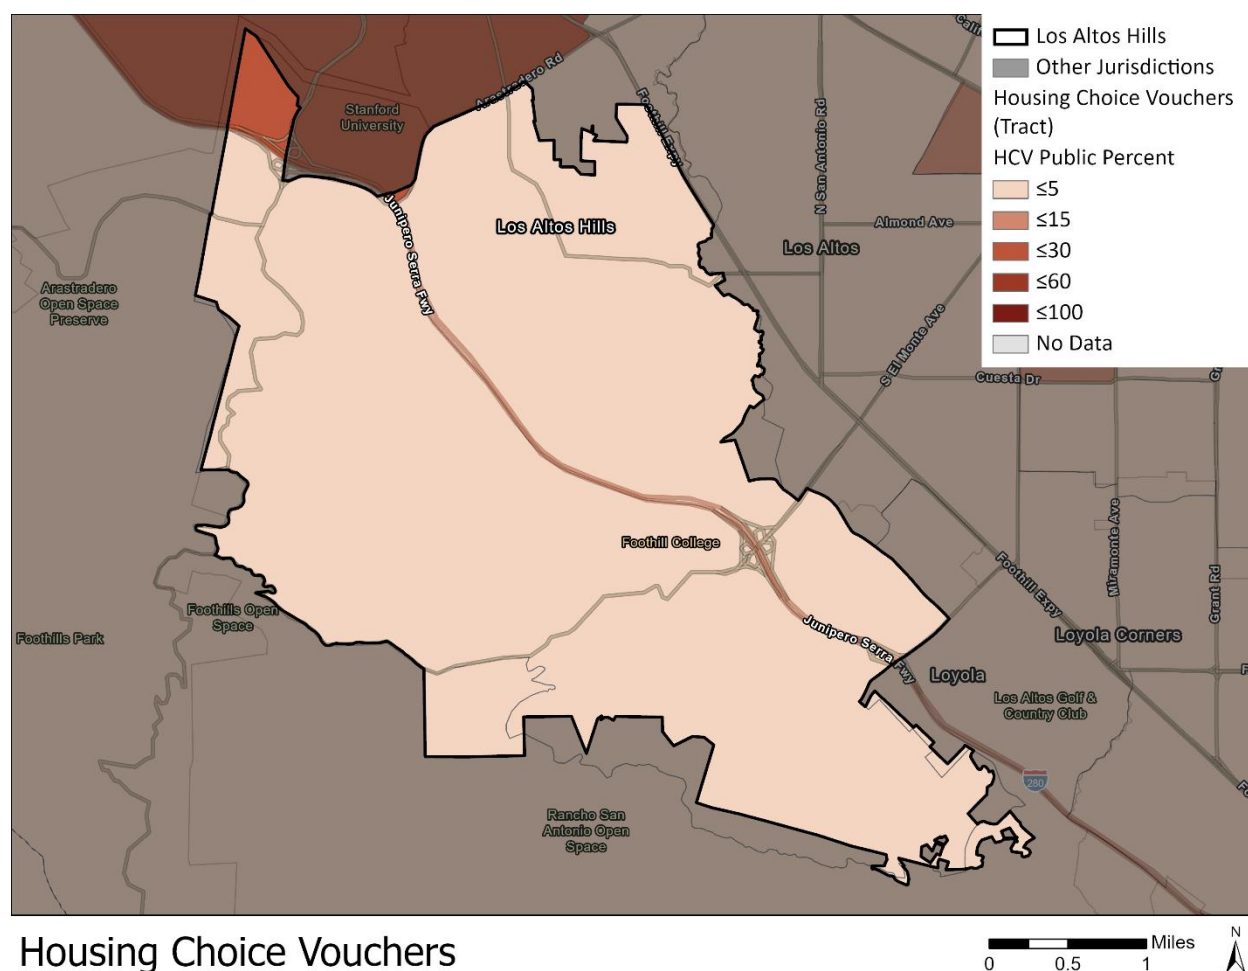 Los Altos Hills
Other Jurisdictions
Housing Choice Vouchers
(Tract)
HCV Public Percent
≤5
≤15
≤30
≤60
≤100
No Data
Arastradero Rd
Foothill Expy
Stanford
University
N San Antonio Rd
Almond Ave
Los Altos Hills
Los Altos
Junipero Serra Fwy
Arastradero
Open Space
Preserve
S El Monte Ave
Cuesta Dr
Foothill College
Miramonte Ave
Grant Rd
Foothill Expy
Foothills Open
Space
Foothills Park
Loyola Corners
Junipero Serra Fwy
Loyola
Los Altos Golf &
Country Club
280
Rancho San
Antonio Open
Space
Housing Choice Vouchers
Miles
0 0.5 1
N